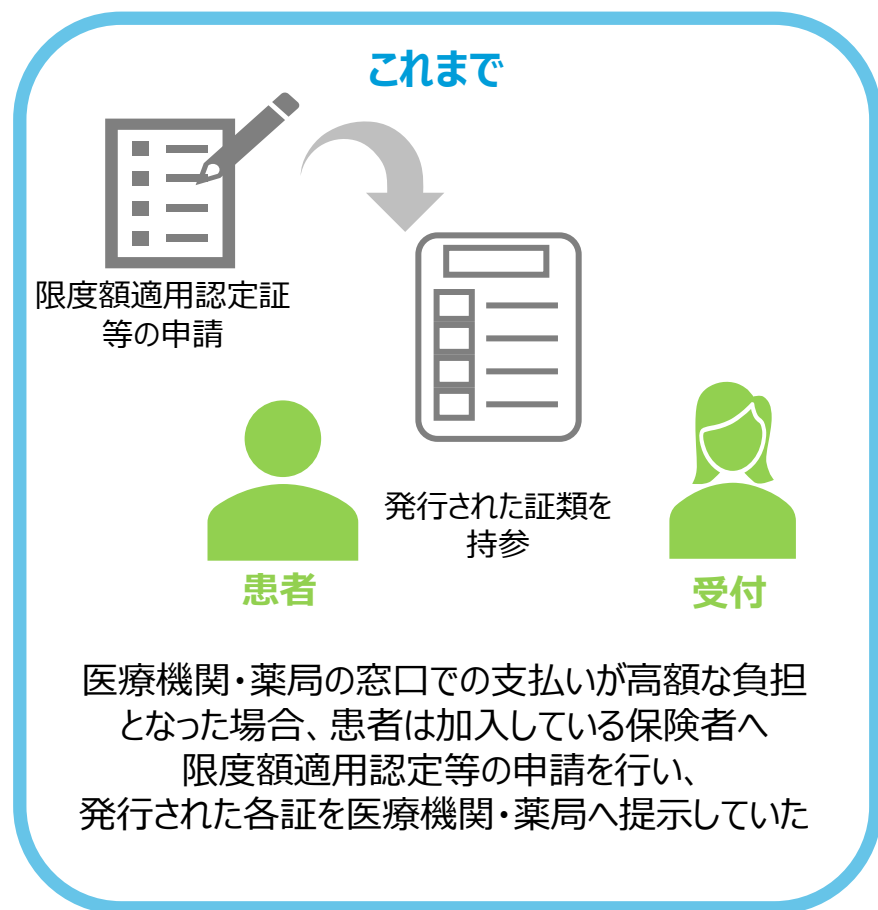 これまで
限度額適用認定証
等の申請
発行された証類を
持参
患者
受付
医療機関・薬局の窓口での支払いが高額な負担
となった場合、患者は加入している保険者へ
限度額適用認定等の申請を行い、
発行された各証を医療機関・薬局へ提示していた